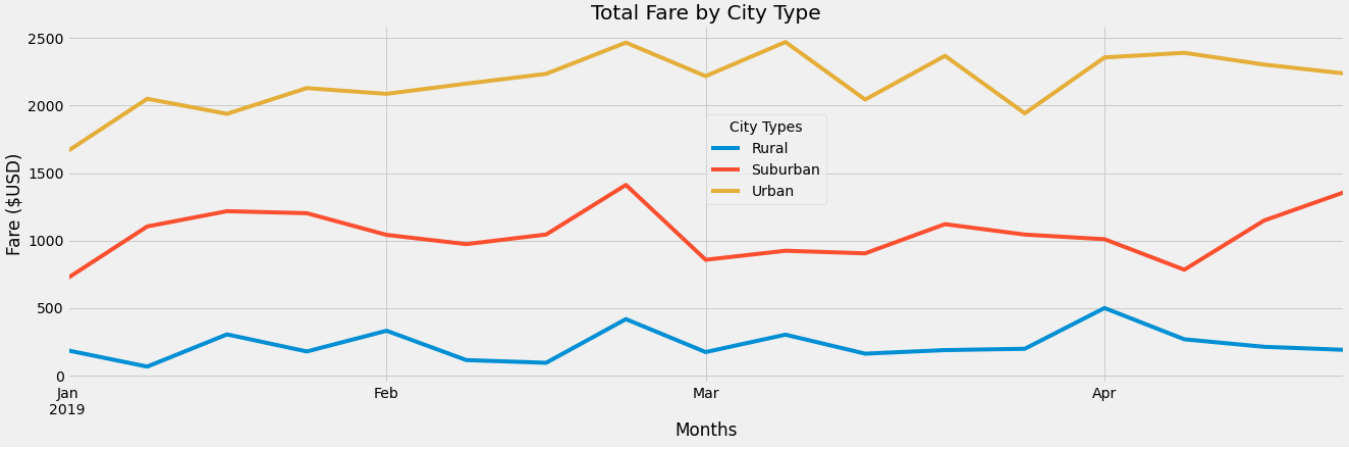 Total Fare by City Type
Fare ($USD)
2500
2000
1500
1000
500
0
City Types
Rural
Suburban
Urban
Jan
2019
Feb
Mar
Apr
Months